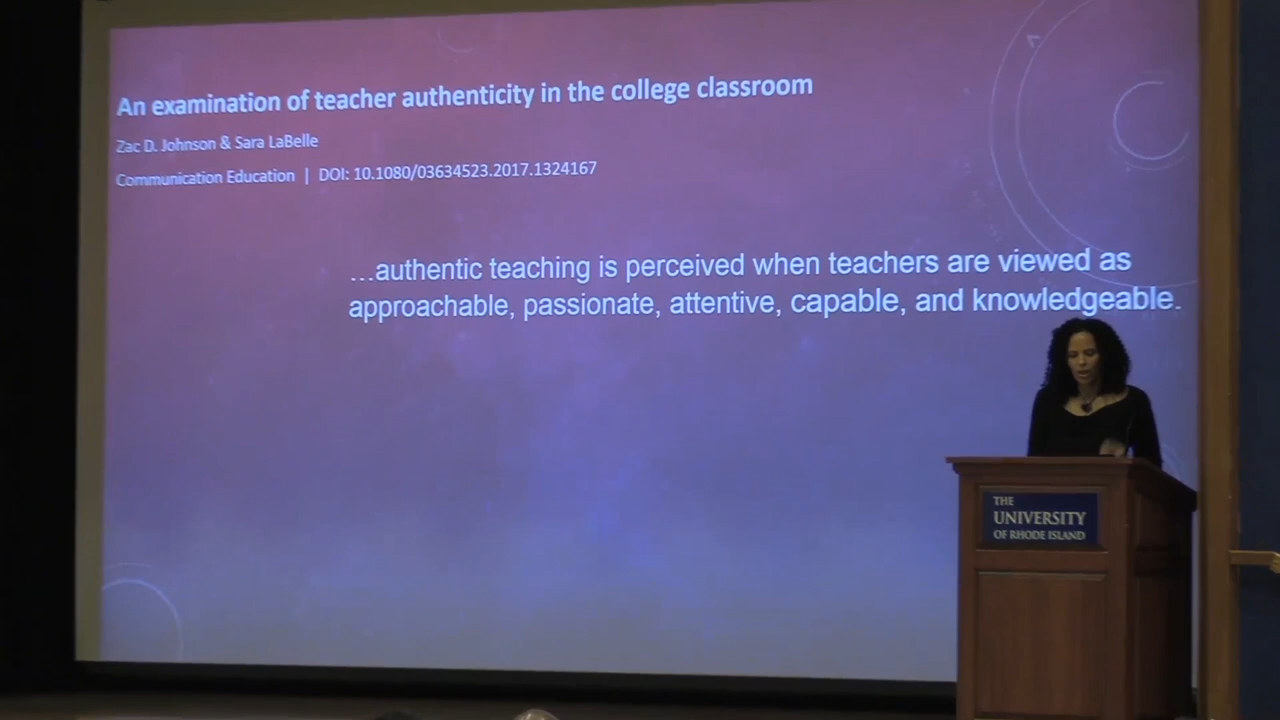 An examination of teacher authenticity in the college classroom
Zac D. Johnson & Sara LaBelle
Communication Education | DOI: 10.1080/03634523.2017.1324167
…authentic teaching is perceived when teachers are viewed as
approachable, passionate, attentive, capable, and knowledgeable.
THE
UNIVERSITY
OF RHODE ISLAND